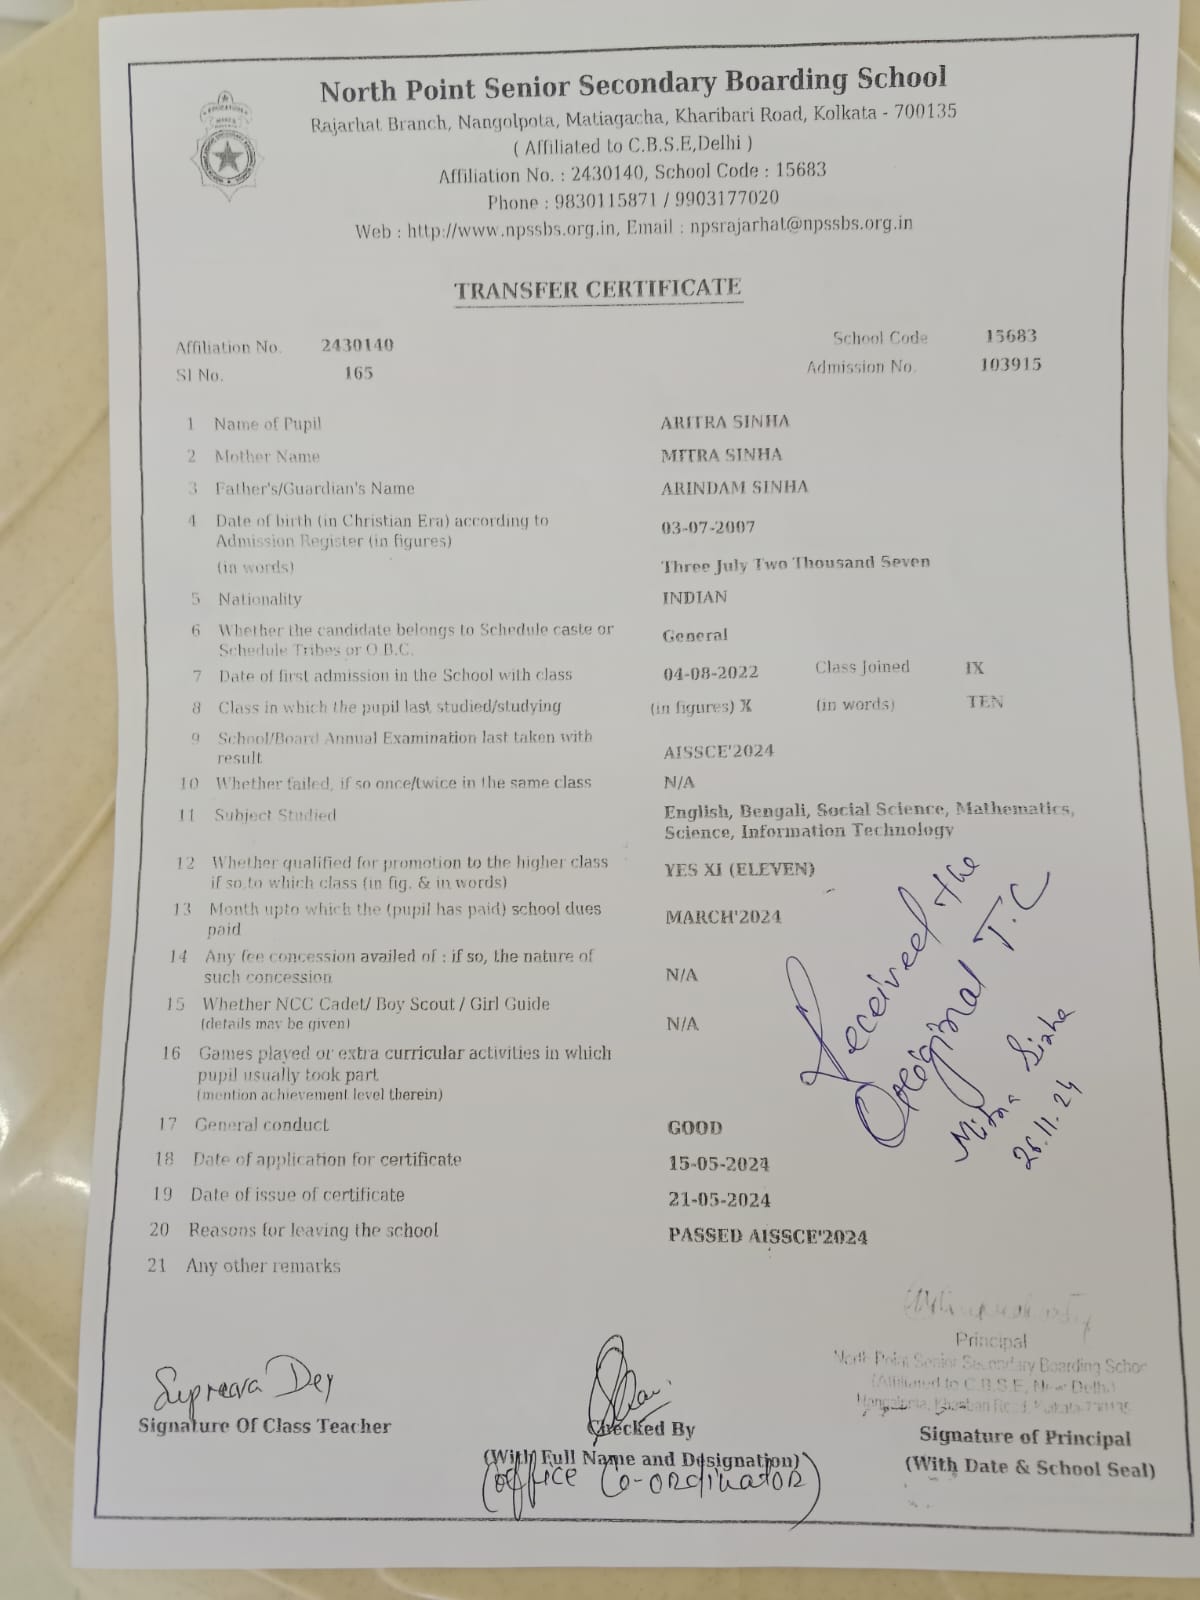 North Point Senior Secondary Boarding School
Rajarhat Branch, Nangolpota, Matiagacha, Kharibari Road, Kolkata - 700135
( Affiliated to C.B.S.E,Delhi )
Affiliation No. : 2430140, School Code : 15683
Phone : 9830115871 / 9903177020
Web : http://www.npssbs.org.in, Email : npsrajarhat@npssbs.org.in
TRANSFER CERTIFICATE
Affiliation No. 2430140 School Code 15683
Sl No. 165 Admission No. 103915
1 Name of Pupil ARITRA SINHA
2 Mother Name MITRA SINHA
3 Father's/Guardian's Name ARINDAM SINHA
4 Date of birth (in Christian Era) according to
Admission Register (in figures) 03-07-2007
(in words) Three July Two Thousand Seven
5 Nationality INDIAN
6 Whether the candidate belongs to Schedule caste or
Schedule Tribes or O.B.C. General
7 Date of first admission in the School with class 04-08-2022 Class Joined IX
8 Class in which the pupil last studied/studying (in figures) X (in words) TEN
9 School/Board Annual Examination last taken with
result AISSCE'2024
10 Whether failed, if so once/twice in the same class N/A
11 Subject Studied English, Bengali, Social Science, Mathematics,
Science, Information Technology
12 Whether qualified for promotion to the higher class
if so,to which class (in fig. & in words) YES XI (ELEVEN)
13 Month upto which the (pupil has paid) school dues
paid MARCH'2024
14 Any fee concession availed of : if so, the nature of
such concession N/A
15 Whether NCC Cadet/ Boy Scout / Girl Guide
(details may be given) N/A
16 Games played or extra curricular activities in which
pupil usually took part
(mention achievement level therein)
17 General conduct GOOD
18 Date of application for certificate 15-05-2024
19 Date of issue of certificate 21-05-2024
20 Reasons for leaving the school PASSED AISSCE'2024
21 Any other remarks
Received the
Original T.C
Mitra Sinha
26.11.24
Supreava Dey
Signature Of Class Teacher
Checked By
(With Full Name and Designation)
(Office Co-ordinator)
Principal
North Point Senior Secondary Boarding School
(Affiliated to C.B.S.E, New Delhi)
Signature of Principal
(With Date & School Seal)